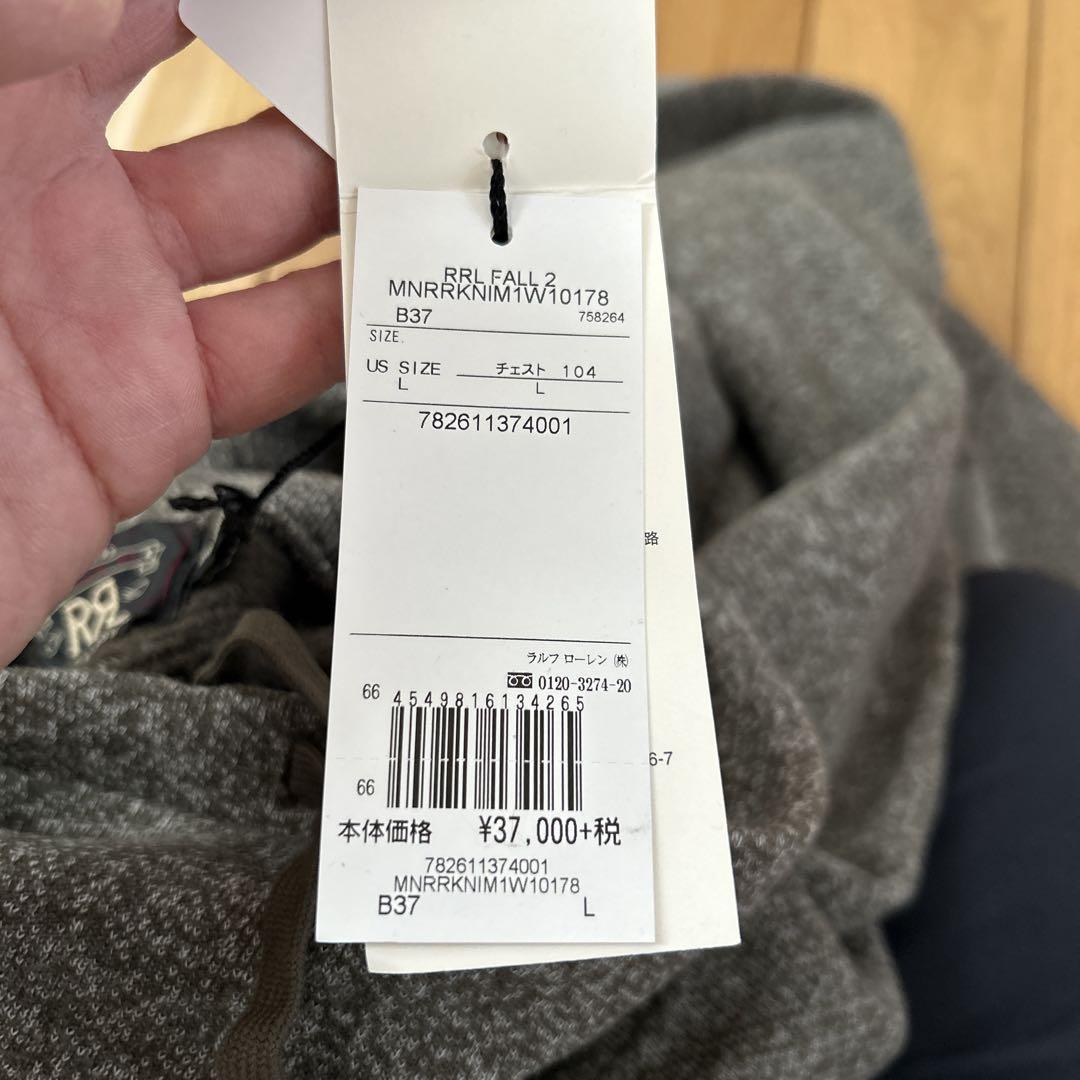 RRL FALL 2
MNRRKNIM1W10178
B37 758264
SIZE.
US SIZE チェスト 104
L L
782611374001
路
ラルフ ローレン ㈱
0120-3274-20
66 4549816134265
6-7
66
本体価格 ¥37,000+税
782611374001
MNRRKNIM1W10178
B37 L
RRL